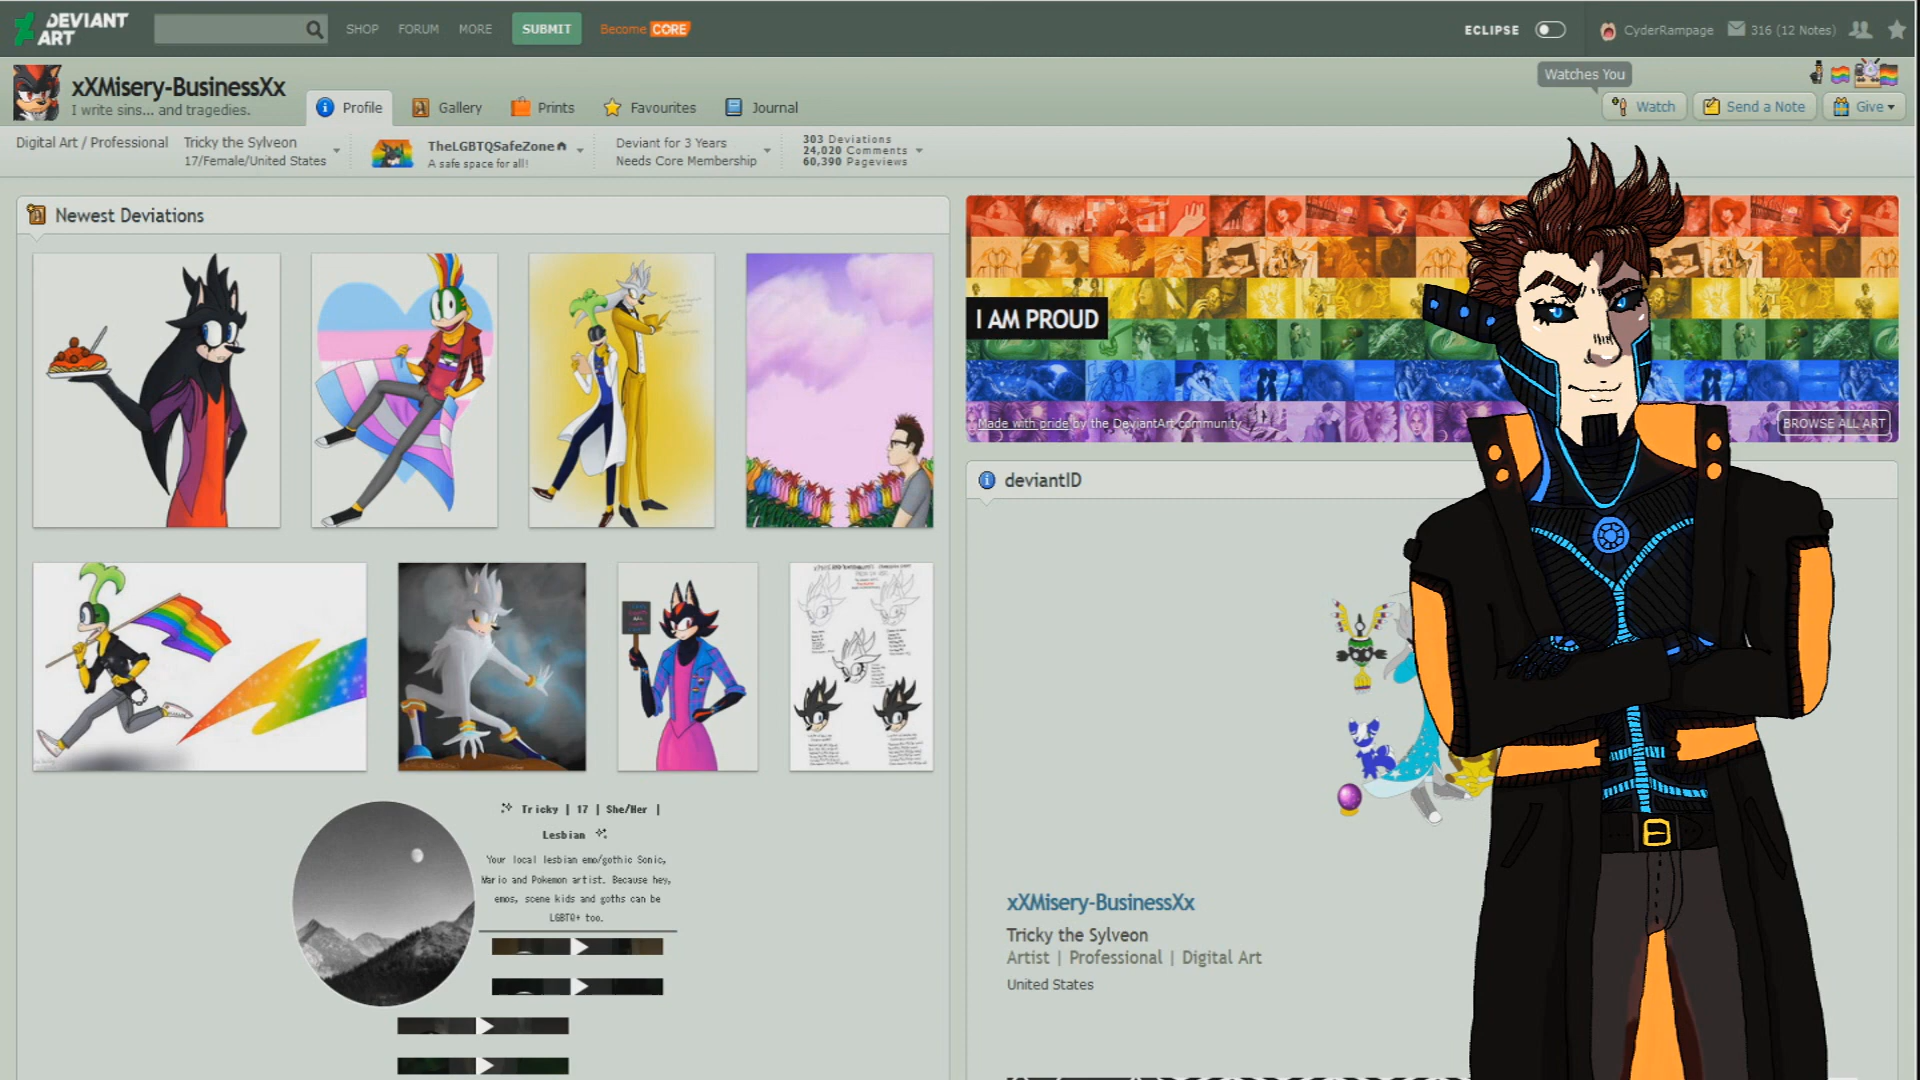 DEVIANT
ART
SHOP
FORUM
MORE
SUBMIT
Become CORE
ECLIPSE
CyderRampage
316 (12 Notes)
xXMisery-BusinessXx
I write sins... and tragedies.
Profile
Gallery
Prints
Favourites
Journal
Watches You
Watch
Send a Note
Give
Digital Art / Professional
Tricky the Sylveon
17/Female/United States
TheLGBTQSafeZone
A safe space for all!
Deviant for 3 Years
Needs Core Membership
303 Deviations
24,020 Comments
60,390 Pageviews
Newest Deviations
I AM PROUD
Made with pride by the DeviantArt community
BROWSE ALL ART
deviantID
Tricky | 17 | She/Her |
Lesbian
Your local lesbian emo/gothic Sonic,
Mario and Pokemon artist. Because hey,
emos, scene kids and goths can be
LGBTQ+ too.
xXMisery-BusinessXx
Tricky the Sylveon
Artist | Professional | Digital Art
United States